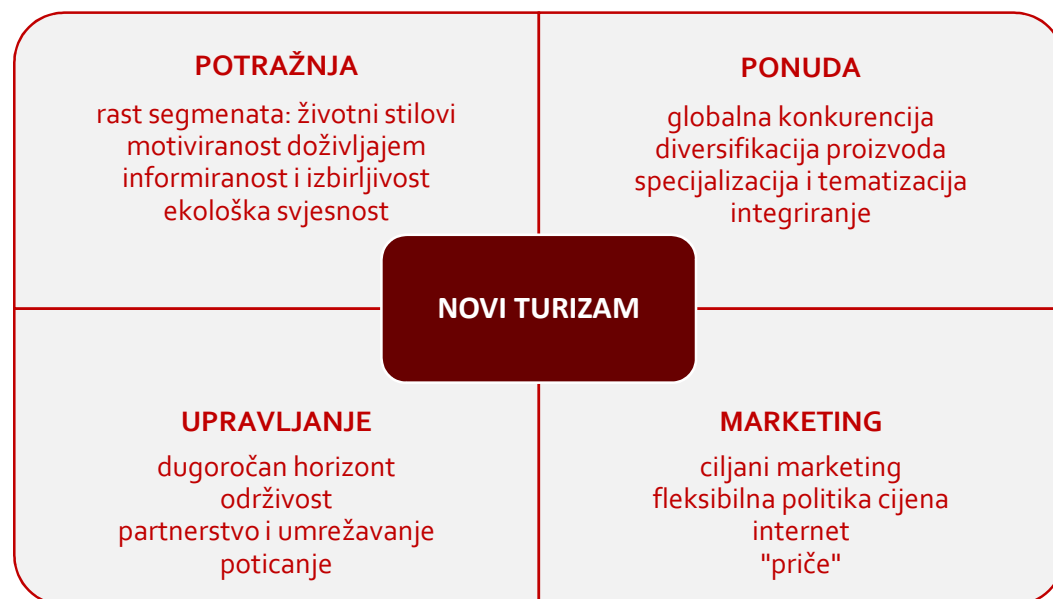 POTRAŽNJA
rast segmenata: životni stilovi
motiviranost doživljajem
informiranost i izbirljivost
ekološka svjesnost
PONUDA
globalna konkurencija
diversifikacija proizvoda
specijalizacija i tematizacija
integriranje
NOVI TURIZAM
UPRAVLJANJE
dugoročan horizont
održivost
partnerstvo i umrežavanje
poticanje
MARKETING
ciljani marketing
fleksibilna politika cijena
internet
"priče"